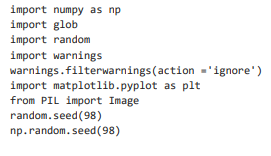 import numpy as np
import glob
import random
import warnings
warnings.filterwarnings(action ='ignore')
import matplotlib.pyplot as plt
from PIL import Image
random.seed(98)
np.random.seed(98)